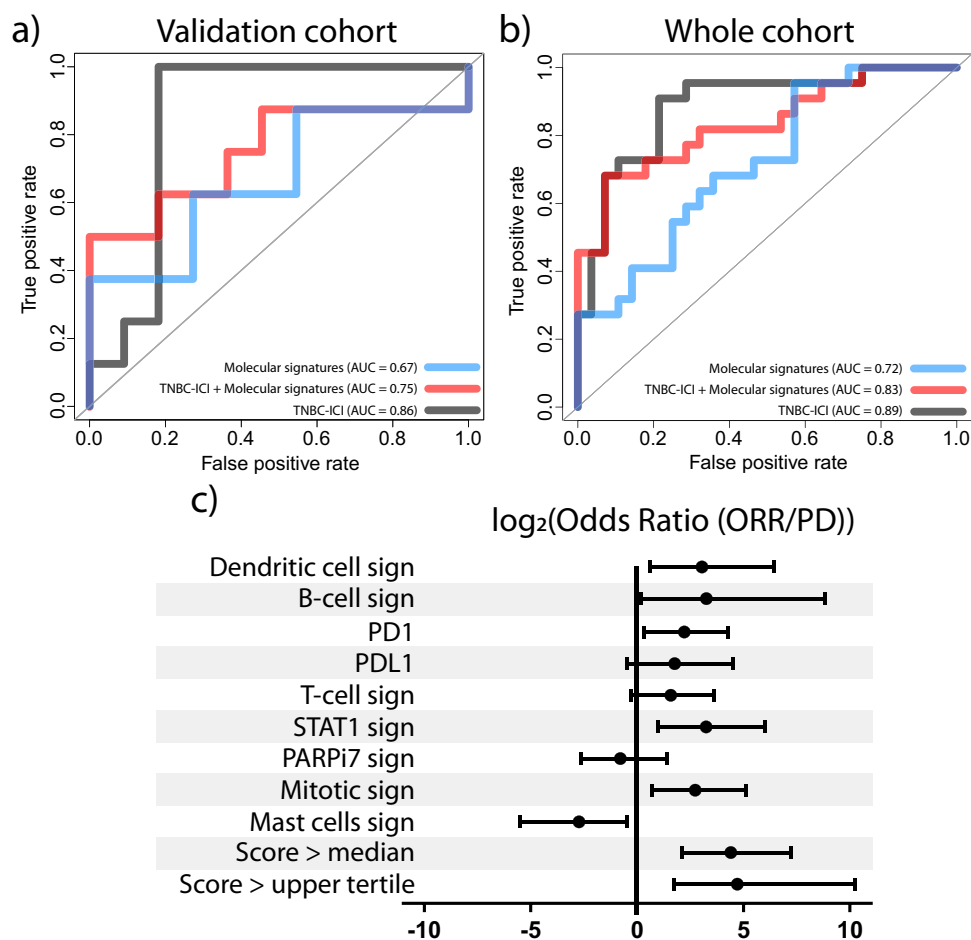 a)
Validation cohort
True positive rate
1.0
0.8
0.6
0.4
0.2
0.0
Molecular signatures (AUC = 0.67)
TNBC-ICI + Molecular signatures (AUC = 0.75)
TNBC-ICI (AUC = 0.86)
0.0 0.2 0.4 0.6 0.8 1.0
False positive rate
b)
Whole cohort
True positive rate
1.0
0.8
0.6
0.4
0.2
0.0
Molecular signatures (AUC = 0.72)
TNBC-ICI + Molecular signatures (AUC = 0.83)
TNBC-ICI (AUC = 0.89)
0.0 0.2 0.4 0.6 0.8 1.0
False positive rate
c)
log₂(Odds Ratio (ORR/PD))
Dendritic cell sign
B-cell sign
PD1
PDL1
T-cell sign
STAT1 sign
PARPi7 sign
Mitotic sign
Mast cells sign
Score > median
Score > upper tertile
-10 -5 0 5 10